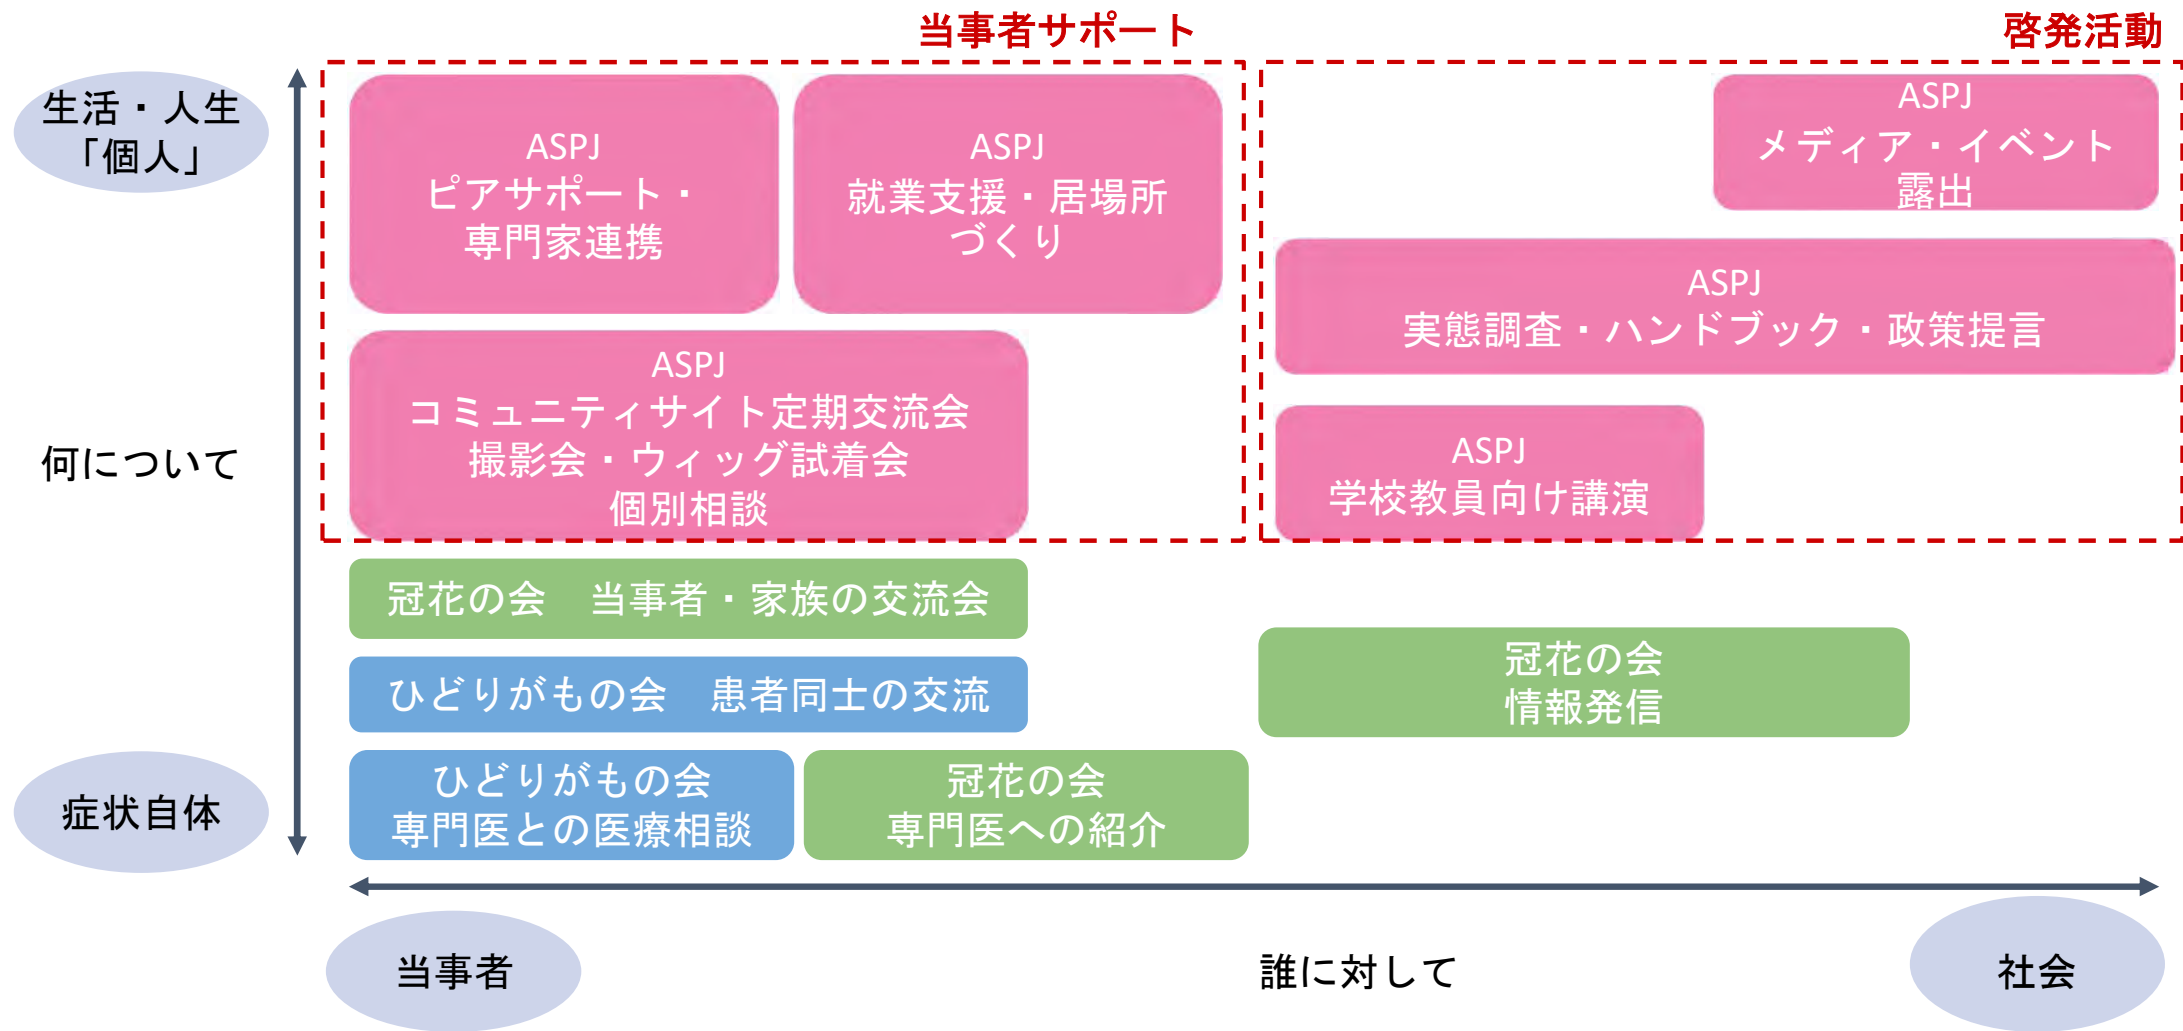 当事者サポート
啓発活動
生活・人生
「個人」
ASPJ
ピアサポート・
専門家連携
ASPJ
就業支援・居場所
づくり
ASPJ
メディア・イベント
露出
ASPJ
実態調査・ハンドブック・政策提言
ASPJ
コミュニティサイト定期交流会
撮影会・ウィッグ試着会
個別相談
ASPJ
学校教員向け講演
何について
冠花の会　当事者・家族の交流会
ひどりがもの会　患者同士の交流
冠花の会
情報発信
症状自体
ひどりがもの会
専門医との医療相談
冠花の会
専門医への紹介
当事者
誰に対して
社会